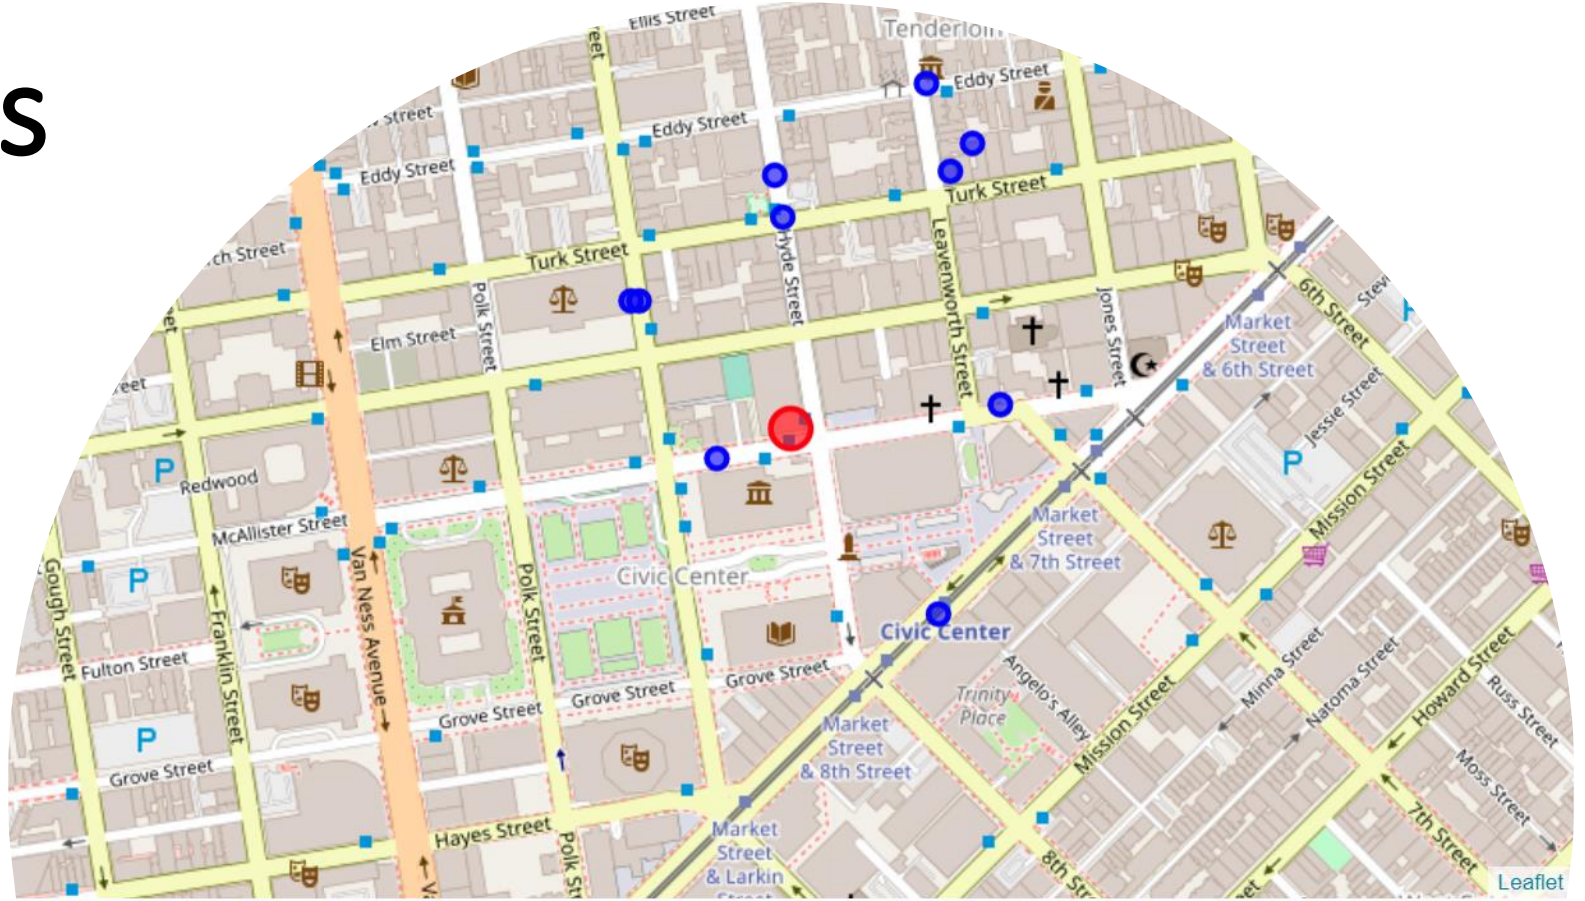 s
Ellis Street
Tenderloin
Eddy Street
Eddy Street
Street
Eddy Street
Turk Street
Turk Street
Hyde Street
Leavenworth Street
Jones Street
Polk Street
Elm Street
6th Street
Market
Street
& 6th Street
Jessie Street
P
P
Redwood
McAllister Street
Mission Street
Market
Street
& 7th Street
P
Civic Center
Gough Street
Franklin Street
Van Ness Avenue
Polk Street
Civic Center
Fulton Street
Grove Street
Grove Street
Grove Street
Grove Street
Angelo's Alley
Trinity
Place
Mission Street
Minna Street
Natoma Street
Howard Street
Russ Street
Moss Street
P
Market
Street
& 8th Street
Hayes Street
Market
Street
& Larkin
7th Street
Leaflet